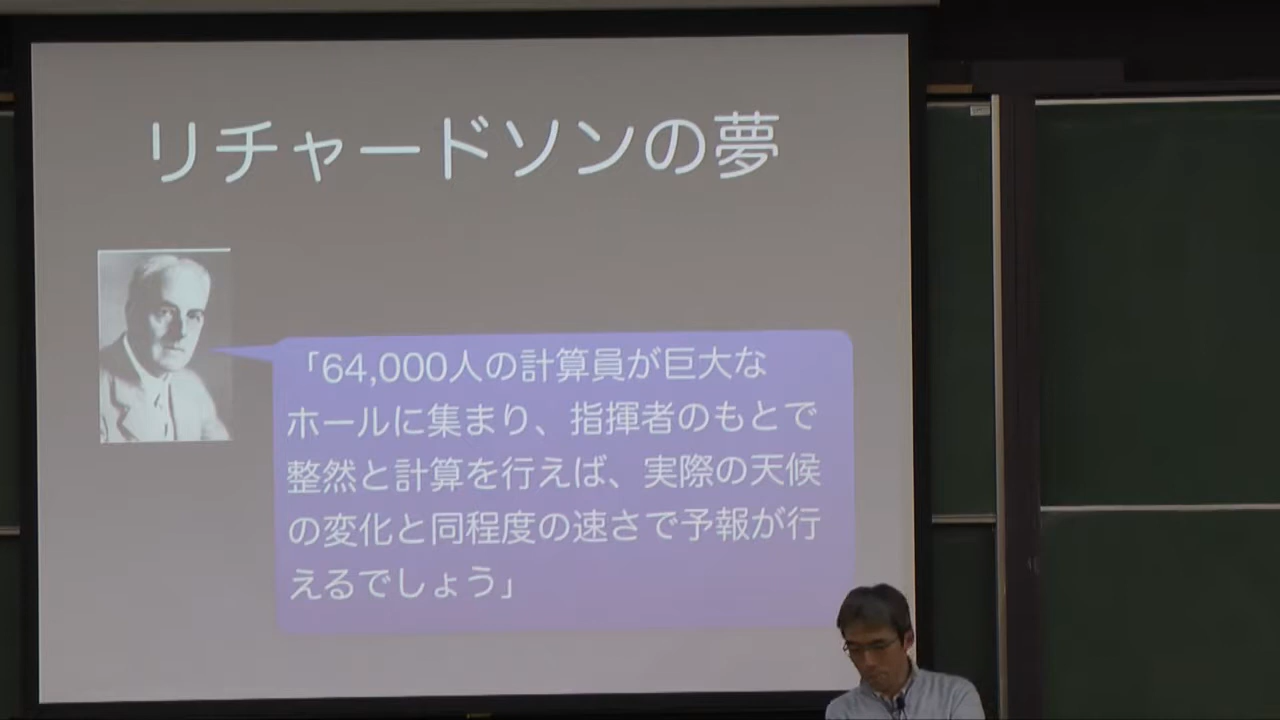 リチャードソンの夢
「64,000人の計算員が巨大な
ホールに集まり、指揮者のもとで
整然と計算を行えば、実際の天候
の変化と同程度の速さで予報が行
えるでしょう」